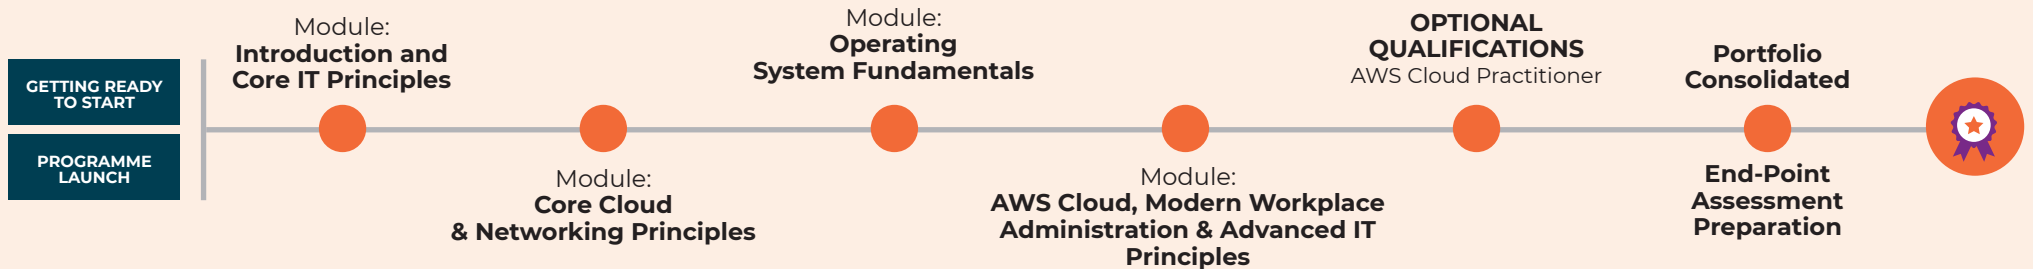 GETTING READY
TO START
PROGRAMME
LAUNCH
Module:
Introduction and
Core IT Principles
Module:
Core Cloud
& Networking Principles
Module:
Operating
System Fundamentals
Module:
AWS Cloud, Modern Workplace
Administration & Advanced IT
Principles
OPTIONAL
QUALIFICATIONS
AWS Cloud Practitioner
Portfolio
Consolidated
End-Point
Assessment
Preparation